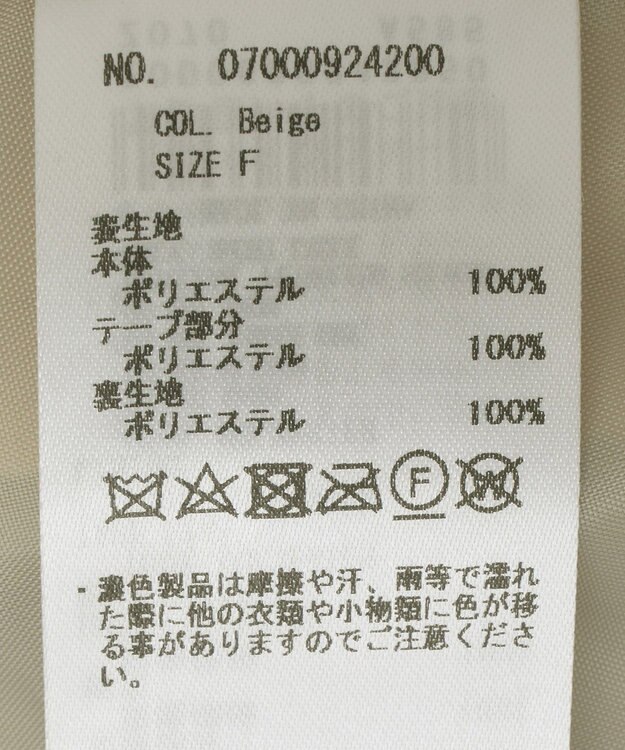 NO. 07000924200
COL. Beige
SIZE F
表生地
本体
ポリエステル 100%
テープ部分
ポリエステル 100%
裏生地
ポリエステル 100%
F W
・濃色製品は摩擦や汗、雨等で濡れ
た際に他の衣類や小物類に色が移
る事がありますのでご注意くださ
い。